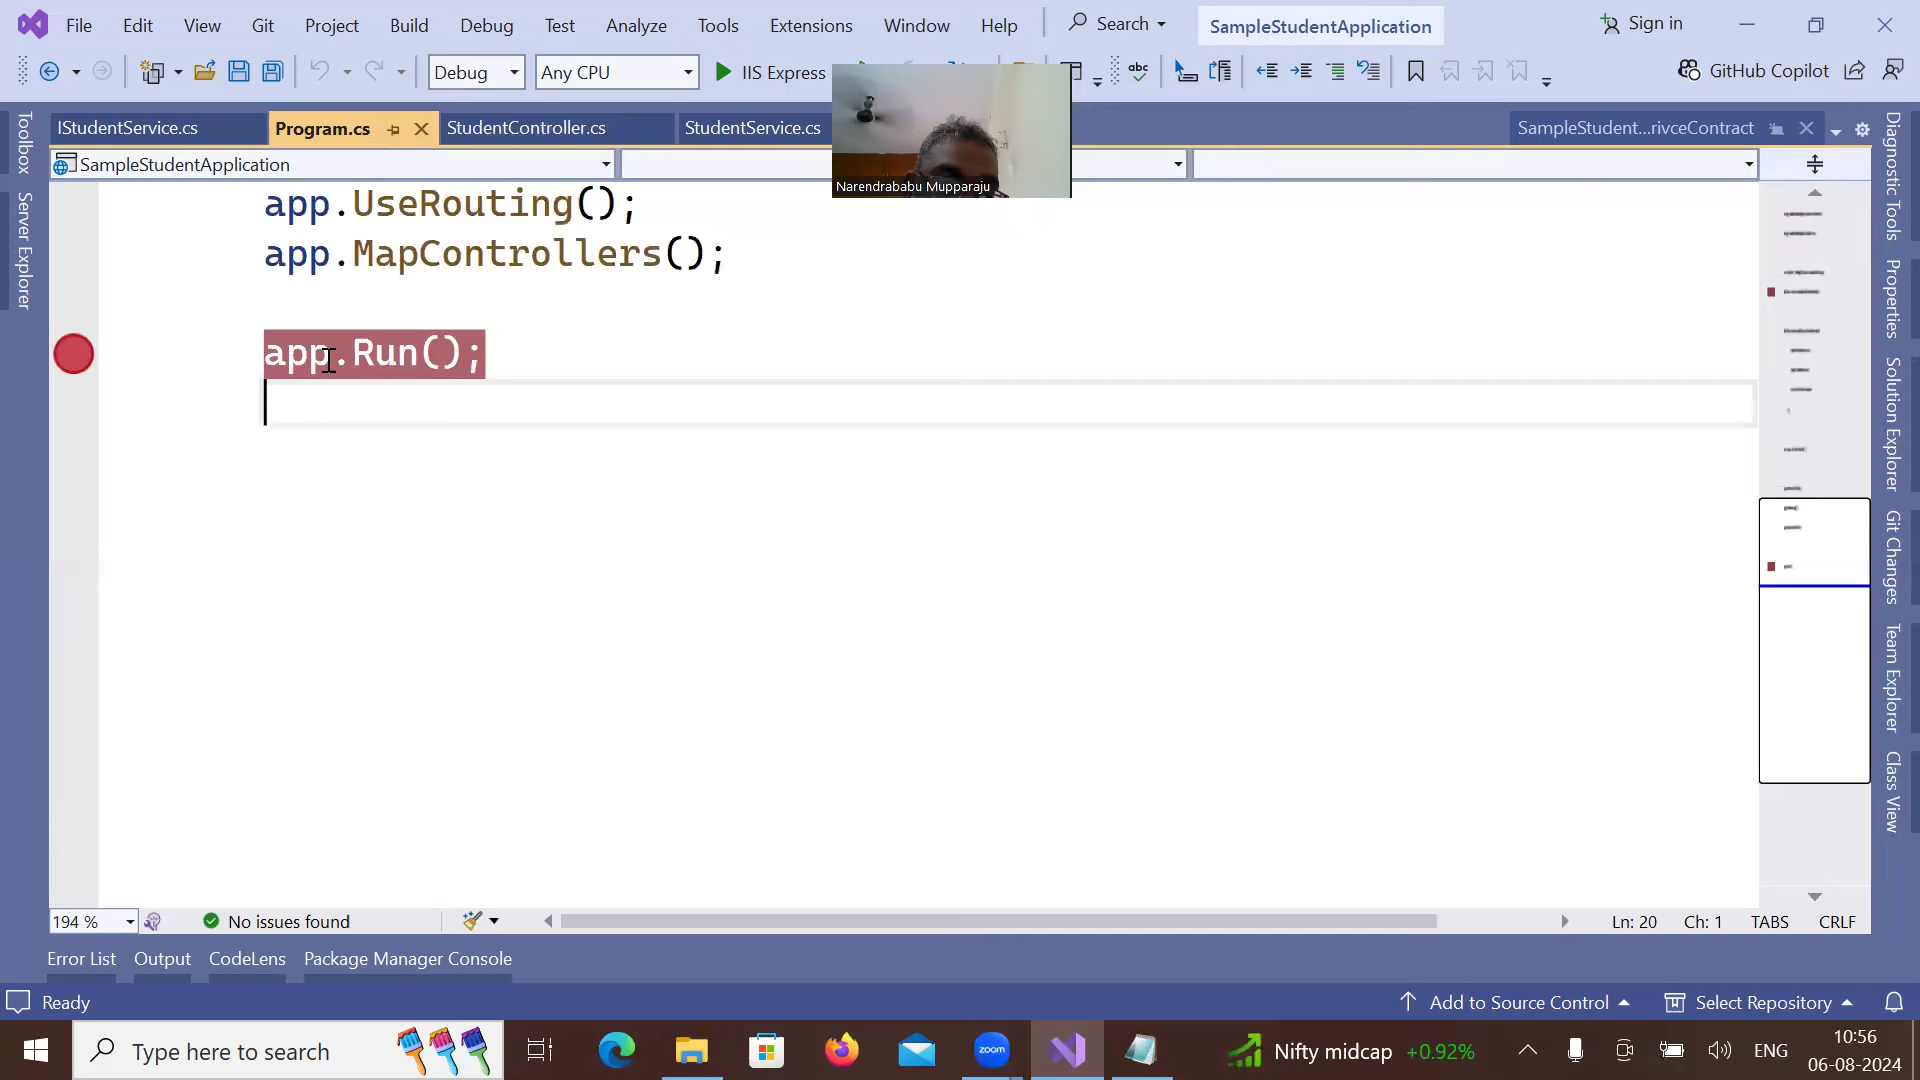 File Edit View Git Project Build Debug Test Analyze Tools Extensions Window Help Search SampleStudentApplication Sign in
Debug Any CPU IIS Express abc GitHub Copilot
IStudentService.cs Program.cs StudentController.cs StudentService.cs SampleStudent...rivceContract
SampleStudentApplication
Narendrababu Mupparaju
Toolbox
Server Explorer
app.UseRouting();
app.MapControllers();
app.Run();
Diagnostic Tools
Properties
Solution Explorer
Git Changes
Team Explorer
Class View
194 % No issues found Ln: 20 Ch: 1 TABS CRLF
Error List Output CodeLens Package Manager Console
Ready Add to Source Control Select Repository
Type here to search zoom Nifty midcap +0.92% ENG 10:56
06-08-2024